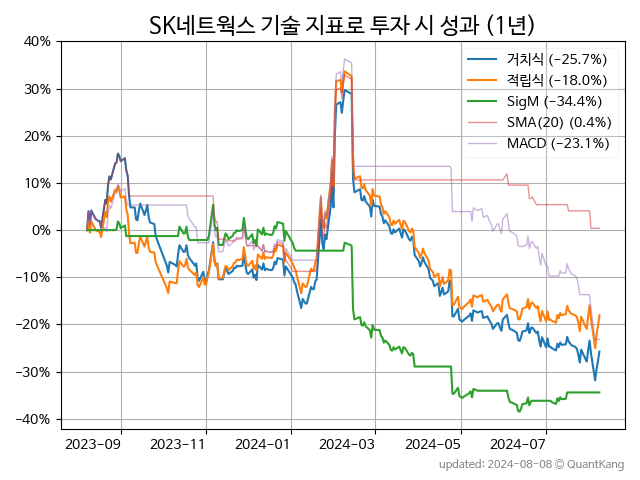 SK네트웍스 기술 지표로 투자 시 성과 (1년)
40%
30%
20%
10%
0%
−10%
−20%
−30%
−40%
거치식 (−25.7%)
적립식 (−18.0%)
SigM (−34.4%)
SMA(20) (0.4%)
MACD (−23.1%)
2023-09
2023-11
2024-01
2024-03
2024-05
2024-07
updated: 2024-08-08 © QuantKang